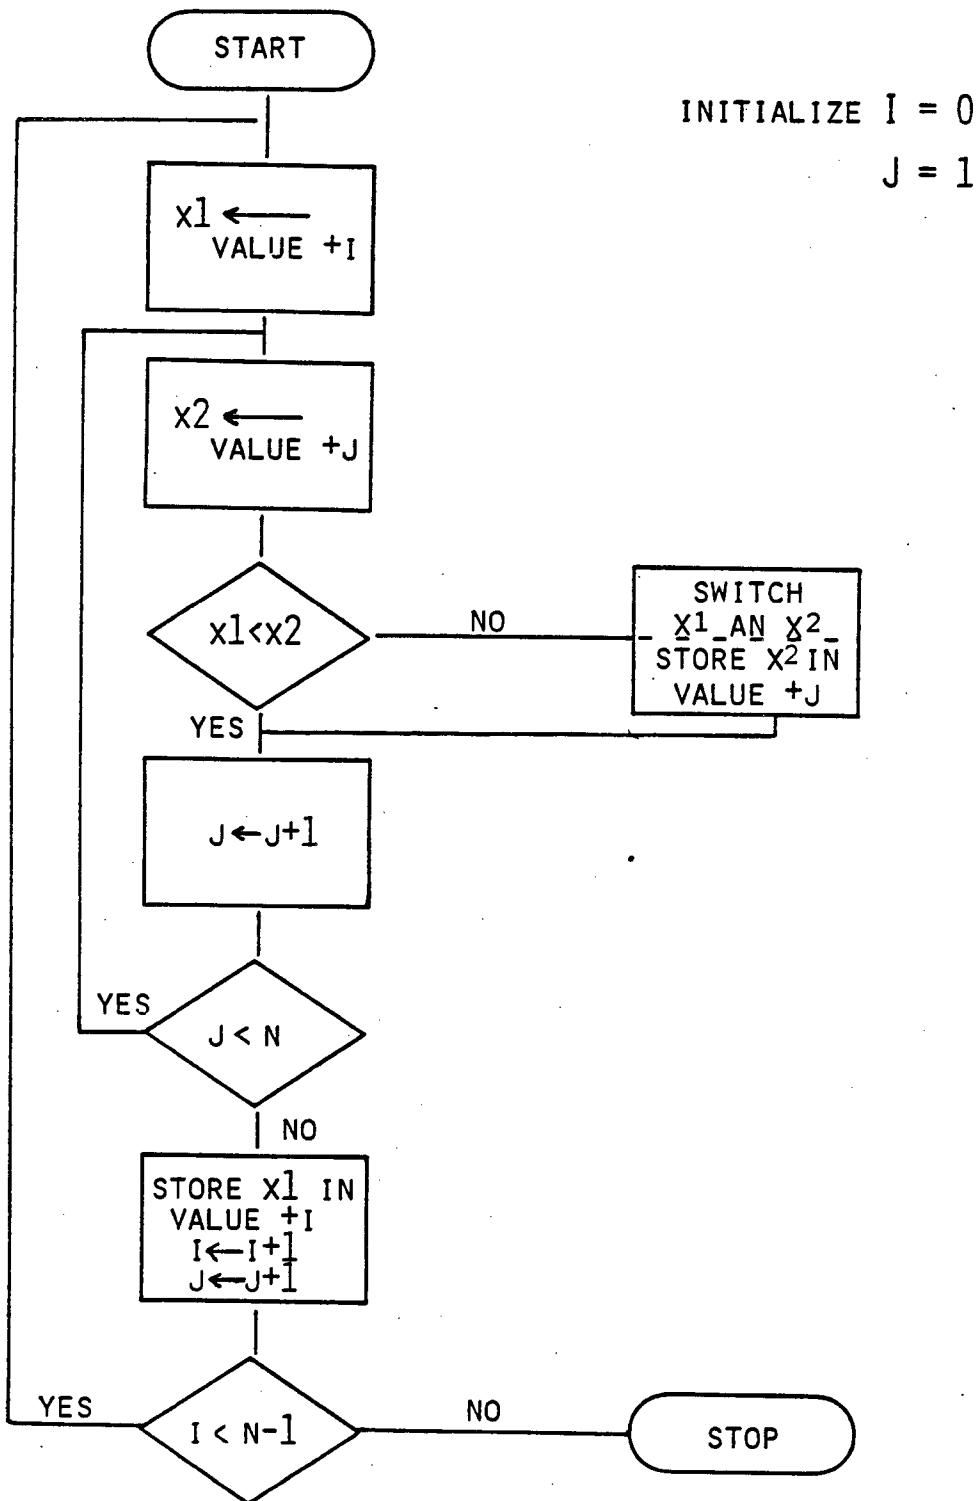 START
INITIALIZE I = 0
J = 1
X1 ←
VALUE +I
X2 ←
VALUE +J
X1<X2
NO
SWITCH
X1 AN X2
STORE X2 IN
VALUE +J
YES
J←J+1
YES
J < N
NO
STORE X1 IN
VALUE +I
I←I+1
J←J+1
YES
I < N-1
NO
STOP